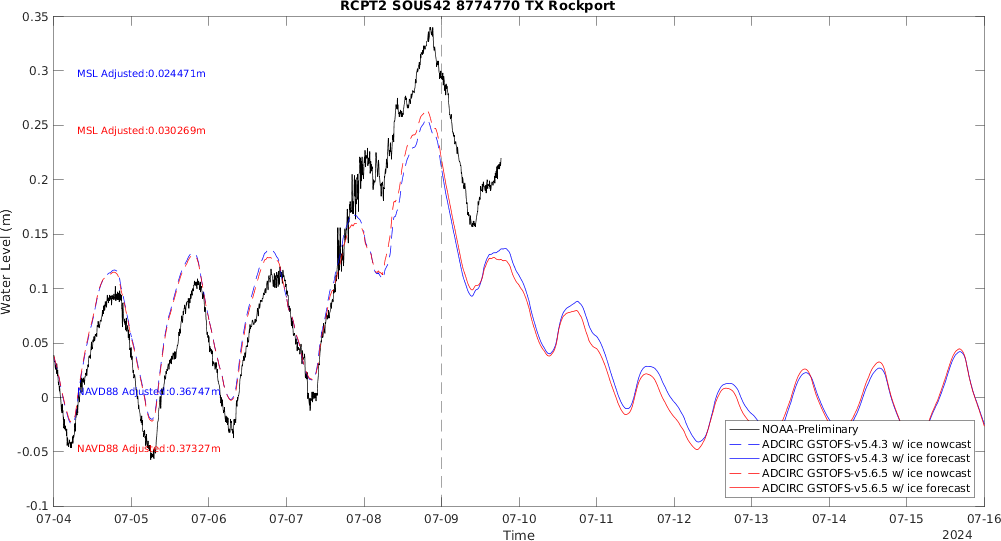 RCPT2 SOUS42 8774770 TX Rockport
0.35
0.3
0.25
0.2
0.15
0.1
0.05
0
-0.05
-0.1
Water Level (m)
MSL Adjusted:0.024471m
MSL Adjusted:0.030269m
NAVD88 Adjusted:0.36747m
NAVD88 Adjusted:0.37327m
NOAA-Preliminary
ADCIRC GSTOFS-v5.4.3 w/ ice nowcast
ADCIRC GSTOFS-v5.4.3 w/ ice forecast
ADCIRC GSTOFS-v5.6.5 w/ ice nowcast
ADCIRC GSTOFS-v5.6.5 w/ ice forecast
07-04 07-05 07-06 07-07 07-08 07-09 07-10 07-11 07-12 07-13 07-14 07-15 07-16
Time
2024